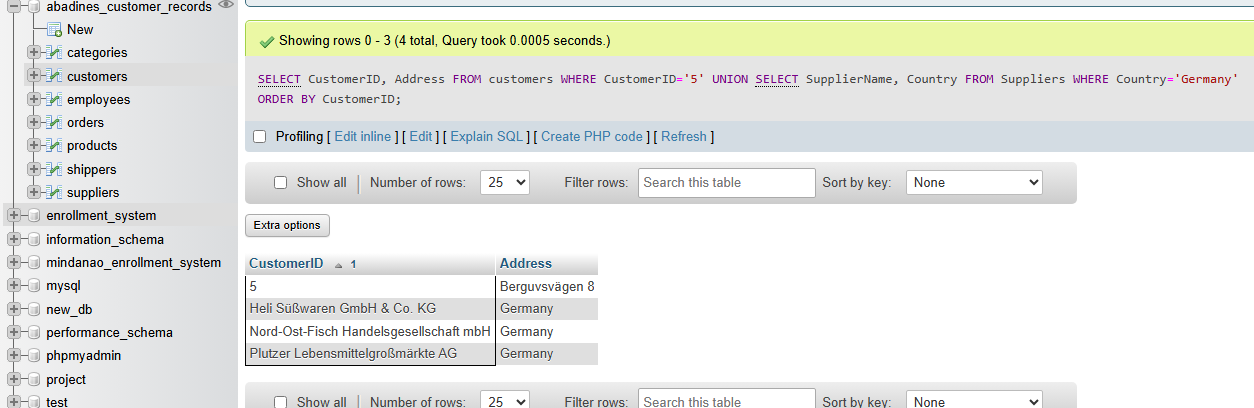 abadines_customer_records
New
categories
customers
employees
orders
products
shippers
suppliers
enrollment_system
information_schema
mindanao_enrollment_system
mysql
new_db
performance_schema
phpmyadmin
project
test
Showing rows 0 - 3 (4 total, Query took 0.0005 seconds.)
SELECT CustomerID, Address FROM customers WHERE CustomerID='5' UNION SELECT SupplierName, Country FROM Suppliers WHERE Country='Germany'
ORDER BY CustomerID;
Profiling [ Edit inline ] [ Edit ] [ Explain SQL ] [ Create PHP code ] [ Refresh ]
Show all Number of rows: 25 Filter rows: Search this table Sort by key: None
Extra options
CustomerID 1 Address
5 Berguvsvägen 8
Heli Süßwaren GmbH & Co. KG Germany
Nord-Ost-Fisch Handelsgesellschaft mbH Germany
Plutzer Lebensmittelgroßmärkte AG Germany
Show all Number of rows: 25 Filter rows: Search this table Sort by key: None